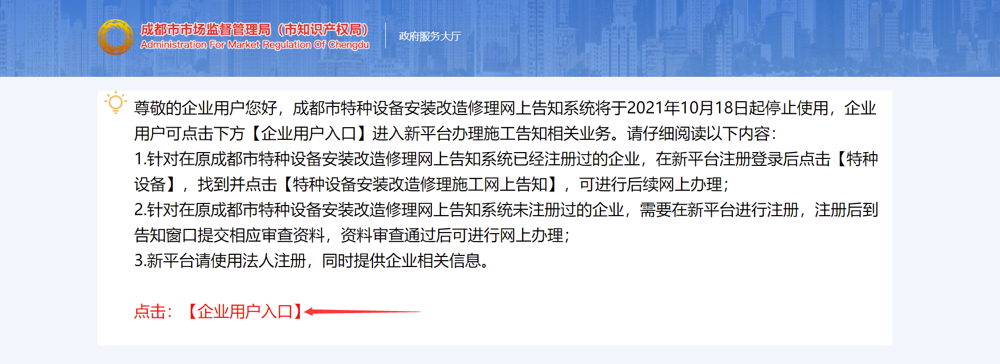 成都市市场监督管理局（市知识产权局）
Administration For Market Regulation Of Chengdu
政府服务大厅
尊敬的企业用户您好，成都市特种设备安装改造修理网上告知系统将于2021年10月18日起停止使用，企业
用户可点击下方【企业用户入口】进入新平台办理施工告知相关业务。请仔细阅读以下内容：
1.针对在原成都市特种设备安装改造修理网上告知系统已经注册过的企业，在新平台注册登录后点击【特种
设备】，找到并点击【特种设备安装改造修理施工网上告知】，可进行后续网上办理；
2.针对在原成都市特种设备安装改造修理网上告知系统未注册过的企业，需要在新平台进行注册，注册后到
告知窗口提交相应审查资料，资料审查通过后可进行网上办理；
3.新平台请使用法人注册，同时提供企业相关信息。
点击：【企业用户入口】